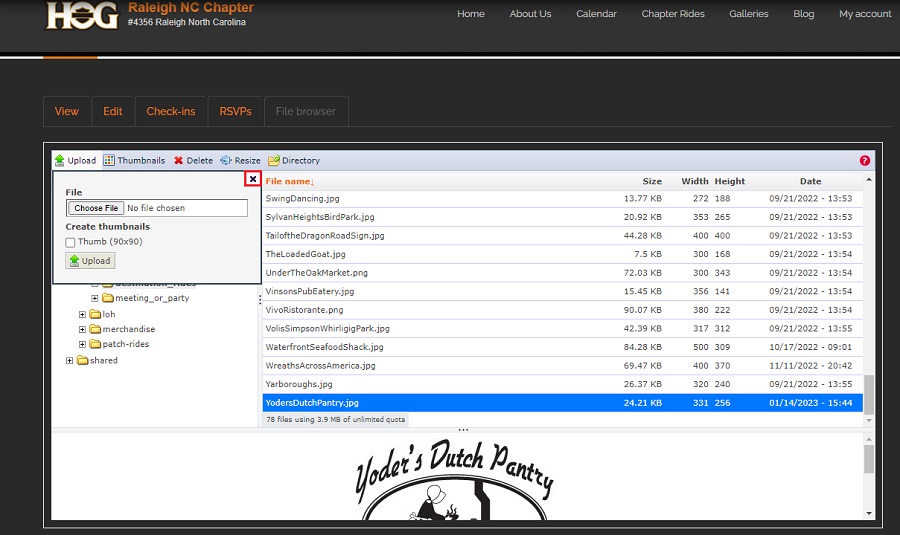 HOG
Raleigh NC Chapter
#4356 Raleigh North Carolina
Home About Us Calendar Chapter Rides Galleries Blog My account
View Edit Check-ins RSVPs File browser
Upload Thumbnails Delete Resize Directory ?
File
Choose File No file chosen
Create thumbnails
Thumb (90x90)
Upload
destination_rides
meeting_or_party
loh
merchandise
patch-rides
shared
File name↓ Size Width Height Date
SwingDancing.jpg 13.77 KB 272 188 09/21/2022 - 13:53
SylvanHeightsBirdPark.jpg 20.92 KB 353 265 09/21/2022 - 13:53
TailoftheDragonRoadSign.jpg 44.28 KB 400 400 09/21/2022 - 13:53
TheLoadedGoat.jpg 7.5 KB 300 168 09/21/2022 - 13:54
UnderTheOakMarket.png 72.03 KB 300 343 09/21/2022 - 13:54
VinsonsPubEatery.jpg 15.45 KB 356 141 09/21/2022 - 13:54
VivoRistorante.png 90.07 KB 380 222 09/21/2022 - 13:54
VolisSimpsonWhirligigPark.jpg 42.39 KB 317 312 09/21/2022 - 13:55
WaterfrontSeafoodShack.jpg 84.28 KB 500 309 10/17/2022 - 09:01
WreathsAcrossAmerica.jpg 69.47 KB 400 370 11/11/2022 - 20:42
Yarboroughs.jpg 26.37 KB 320 240 09/21/2022 - 13:55
YodersDutchPantry.jpg 24.21 KB 331 256 01/14/2023 - 15:44
78 files using 3.9 MB of unlimited quota
Yoder's Dutch Pantry